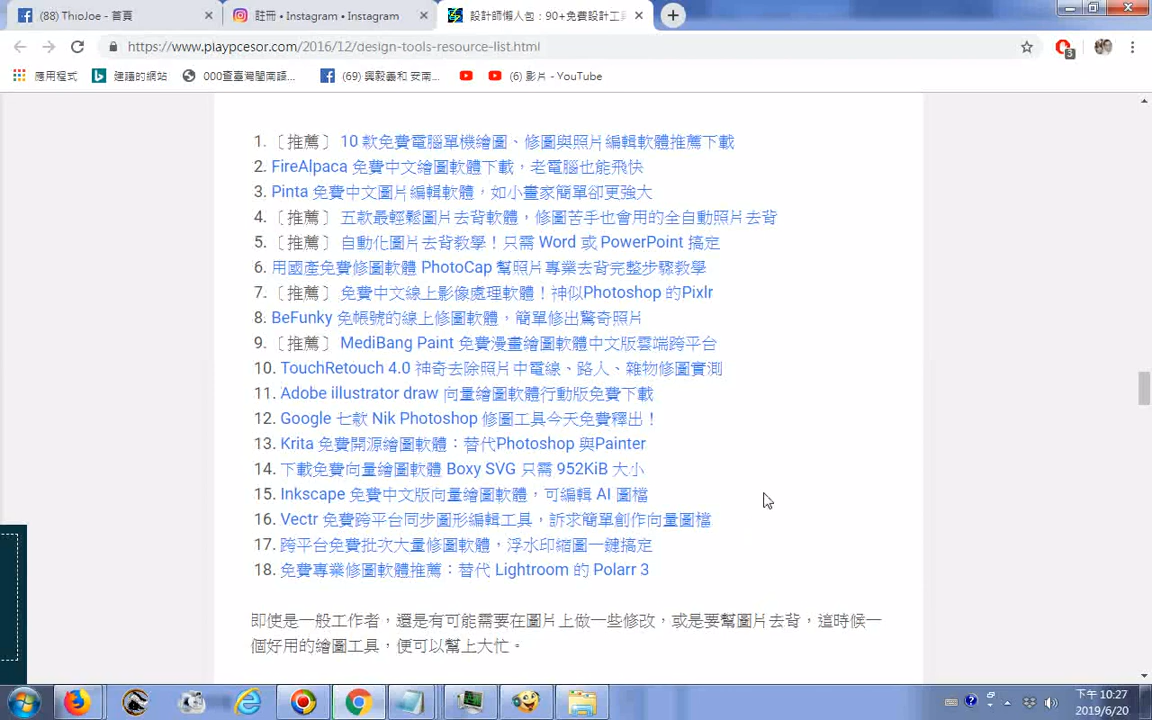 (88) ThioJoe - 首頁
註冊 • Instagram • Instagram
設計師懶人包：90+免費設計工具
https://www.playpcesor.com/2016/12/design-tools-resource-list.html
3
應用程式
建議的網站
000查臺灣閩南語...
(69) 興毅叢和 安南...
(6) 影片 - YouTube
1. 〔推薦〕 10 款免費電腦單機繪圖、修圖與照片編輯軟體推薦下載
2. FireAlpaca 免費中文繪圖軟體下載，老電腦也能飛快
3. Pinta 免費中文圖片編輯軟體，如小畫家簡單卻更強大
4. 〔推薦〕 五款最輕鬆圖片去背軟體，修圖苦手也會用的全自動照片去背
5. 〔推薦〕 自動化圖片去背教學！只需 Word 或 PowerPoint 搞定
6. 用國產免費修圖軟體 PhotoCap 幫照片專業去背完整步驟教學
7. 〔推薦〕 免費中文線上影像處理軟體！神似Photoshop 的Pixlr
8. BeFunky 免帳號的線上修圖軟體，簡單修出驚奇照片
9. 〔推薦〕 MediBang Paint 免費漫畫繪圖軟體中文版雲端跨平台
10. TouchRetouch 4.0 神奇去除照片中電線、路人、雜物修圖實測
11. Adobe illustrator draw 向量繪圖軟體行動版免費下載
12. Google 七款 Nik Photoshop 修圖工具今天免費釋出！
13. Krita 免費開源繪圖軟體：替代Photoshop 與Painter
14. 下載免費向量繪圖軟體 Boxy SVG 只需 952KiB 大小
15. Inkscape 免費中文版向量繪圖軟體，可編輯 AI 圖檔
16. Vectr 免費跨平台同步圖形編輯工具，訴求簡單創作向量圖檔
17. 跨平台免費批次大量修圖軟體，浮水印縮圖一鍵搞定
18. 免費專業修圖軟體推薦：替代 Lightroom 的 Polarr 3
即使是一般工作者，還是有可能需要在圖片上做一些修改，或是要幫圖片去背，這時候一
個好用的繪圖工具，便可以幫上大忙。
下午 10:27
2019/6/20